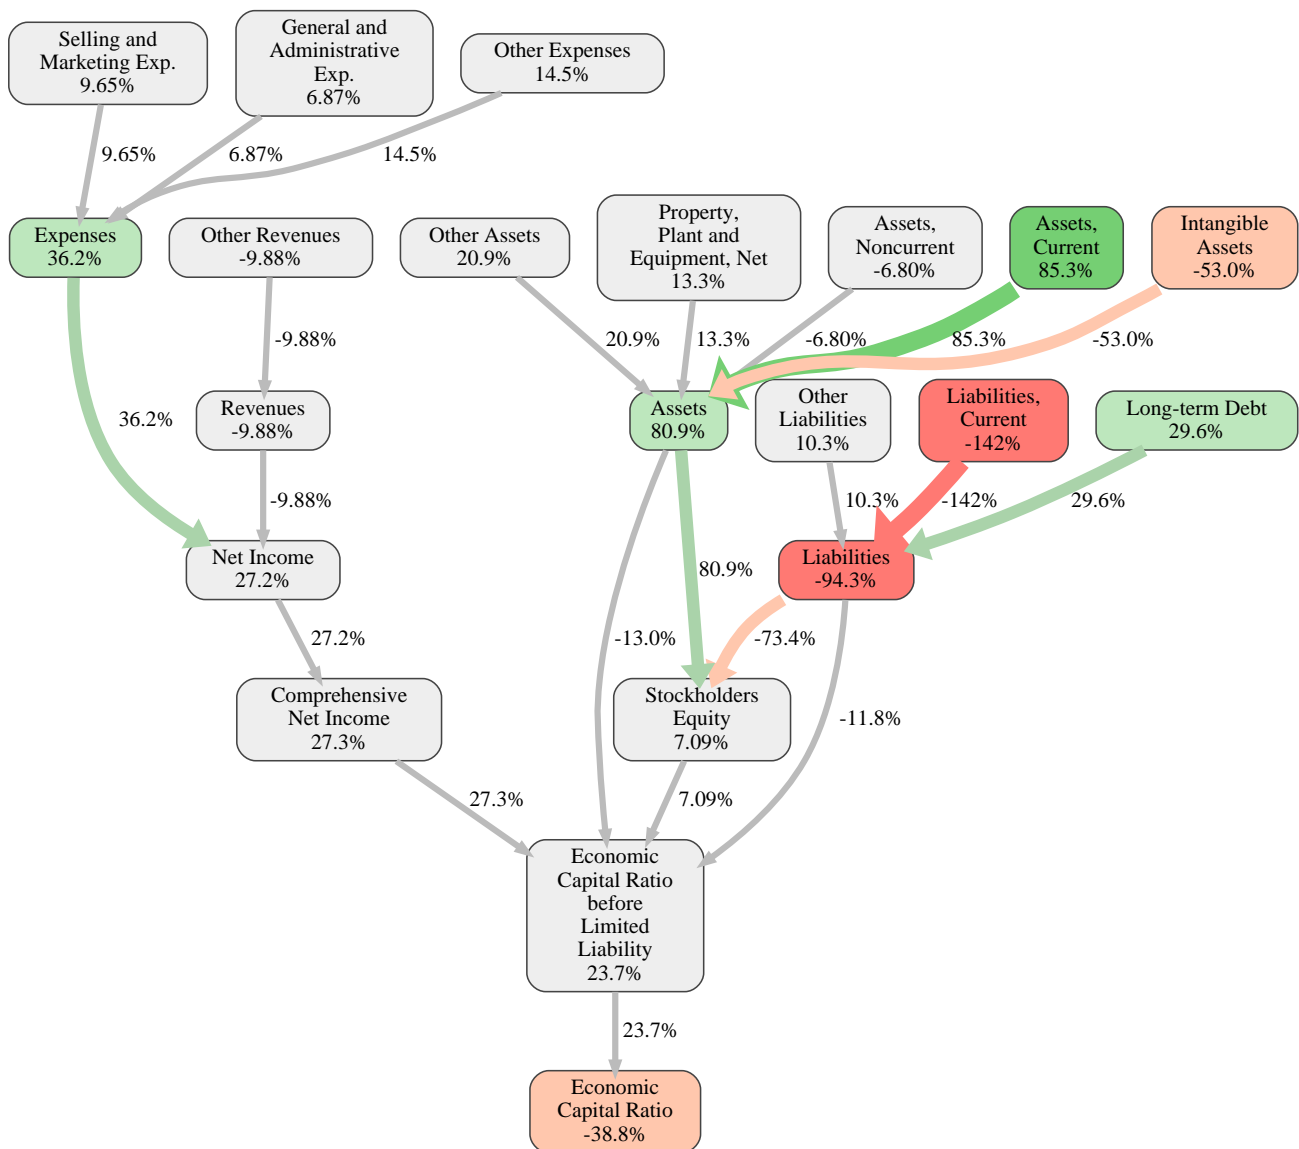 Selling and
Marketing Exp.
9.65%
General and
Administrative
Exp.
6.87%
Other Expenses
14.5%
9.65%
6.87%
14.5%
Expenses
36.2%
Other Revenues
-9.88%
Other Assets
20.9%
Property,
Plant and
Equipment, Net
13.3%
Assets,
Noncurrent
-6.80%
Assets,
Current
85.3%
Intangible
Assets
-53.0%
-9.88%
20.9%
13.3%
-6.80%
85.3%
-53.0%
36.2%
Revenues
-9.88%
Assets
80.9%
Other
Liabilities
10.3%
Liabilities,
Current
-142%
Long-term Debt
29.6%
-9.88%
10.3%
-142%
29.6%
Net Income
27.2%
80.9%
Liabilities
-94.3%
27.2%
-13.0%
-73.4%
Comprehensive
Net Income
27.3%
Stockholders
Equity
7.09%
-11.8%
27.3%
7.09%
Economic
Capital Ratio
before
Limited
Liability
23.7%
23.7%
Economic
Capital Ratio
-38.8%